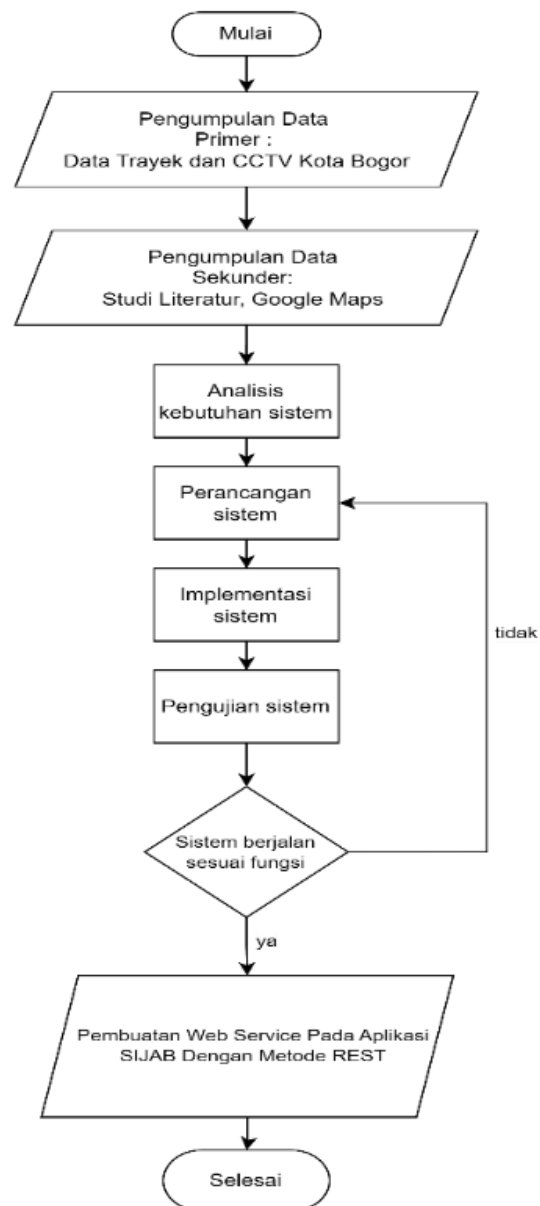 Mulai
Pengumpulan Data
Primer :
Data Trayek dan CCTV Kota Bogor
Pengumpulan Data
Sekunder:
Studi Literatur, Google Maps
Analisis
kebutuhan sistem
Perancangan
sistem
Implementasi
sistem
tidak
Pengujian sistem
Sistem berjalan
sesuai fungsi
ya
Pembuatan Web Service Pada Aplikasi
SIJAB Dengan Metode REST
Selesai